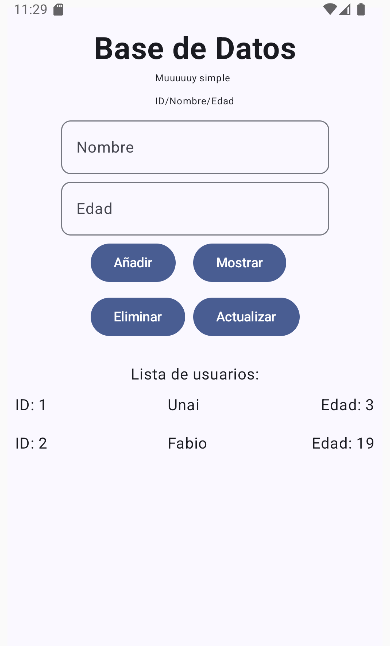 11:29
Base de Datos
Muuuuuy simple
ID/Nombre/Edad
Nombre
Edad
Añadir Mostrar
Eliminar Actualizar
Lista de usuarios:
ID: 1 Unai Edad: 3
ID: 2 Fabio Edad: 19